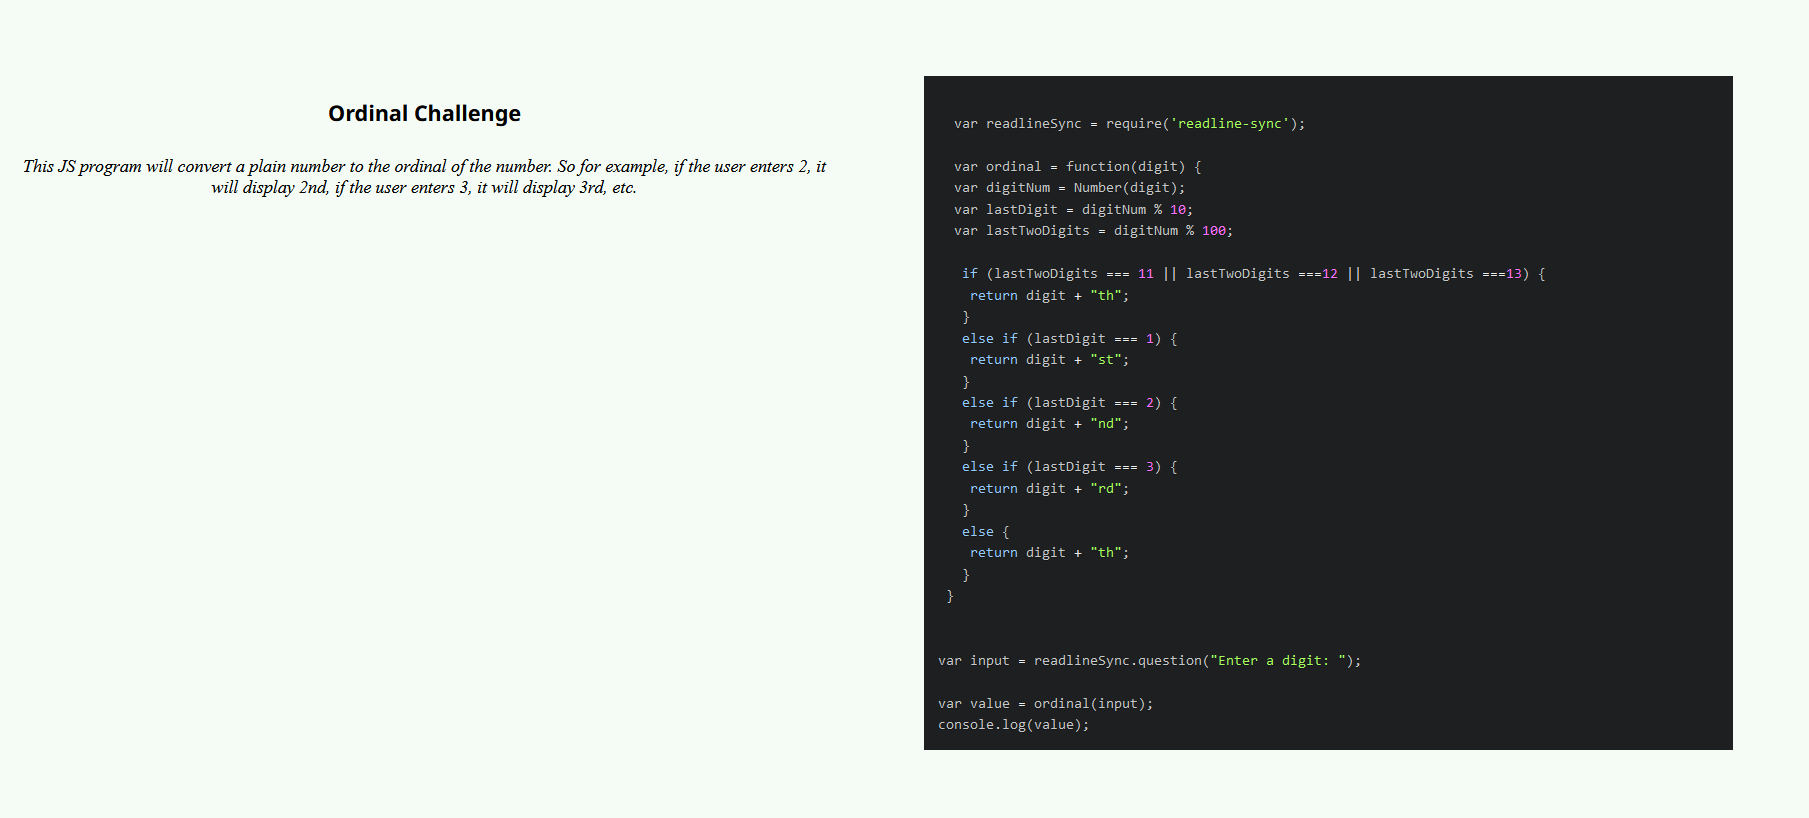 Ordinal Challenge
This JS program will convert a plain number to the ordinal of the number. So for example, if the user enters 2, it
will display 2nd, if the user enters 3, it will display 3rd, etc.
var readlineSync = require('readline-sync');
var ordinal = function(digit) {
var digitNum = Number(digit);
var lastDigit = digitNum % 10;
var lastTwoDigits = digitNum % 100;
if (lastTwoDigits === 11 || lastTwoDigits ===12 || lastTwoDigits ===13) {
return digit + "th";
}
else if (lastDigit === 1) {
return digit + "st";
}
else if (lastDigit === 2) {
return digit + "nd";
}
else if (lastDigit === 3) {
return digit + "rd";
}
else {
return digit + "th";
}
}
var input = readlineSync.question("Enter a digit: ");
var value = ordinal(input);
console.log(value);